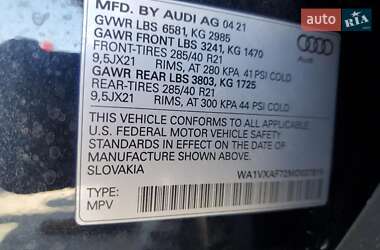 AUTO RIA
MFD. BY AUDI AG 04 21
GVWR LBS 6581, KG 2985
GAWR FRONT LBS 3241, KG 1470
FRONT-TIRES 285/40 R21
9,5JX21 RIMS, AT 280 KPA 41 PSI COLD
GAWR REAR LBS 3803, KG 1725
REAR-TIRES 285/40 R21
9,5JX21 RIMS, AT 300 KPA 44 PSI COLD
THIS VEHICLE CONFORMS TO ALL APPLICABLE
U.S. FEDERAL MOTOR VEHICLE SAFETY
STANDARDS IN EFFECT ON THE DATE OF
MANUFACTURE SHOWN ABOVE
SLOVAKIA
TYPE:
MPV